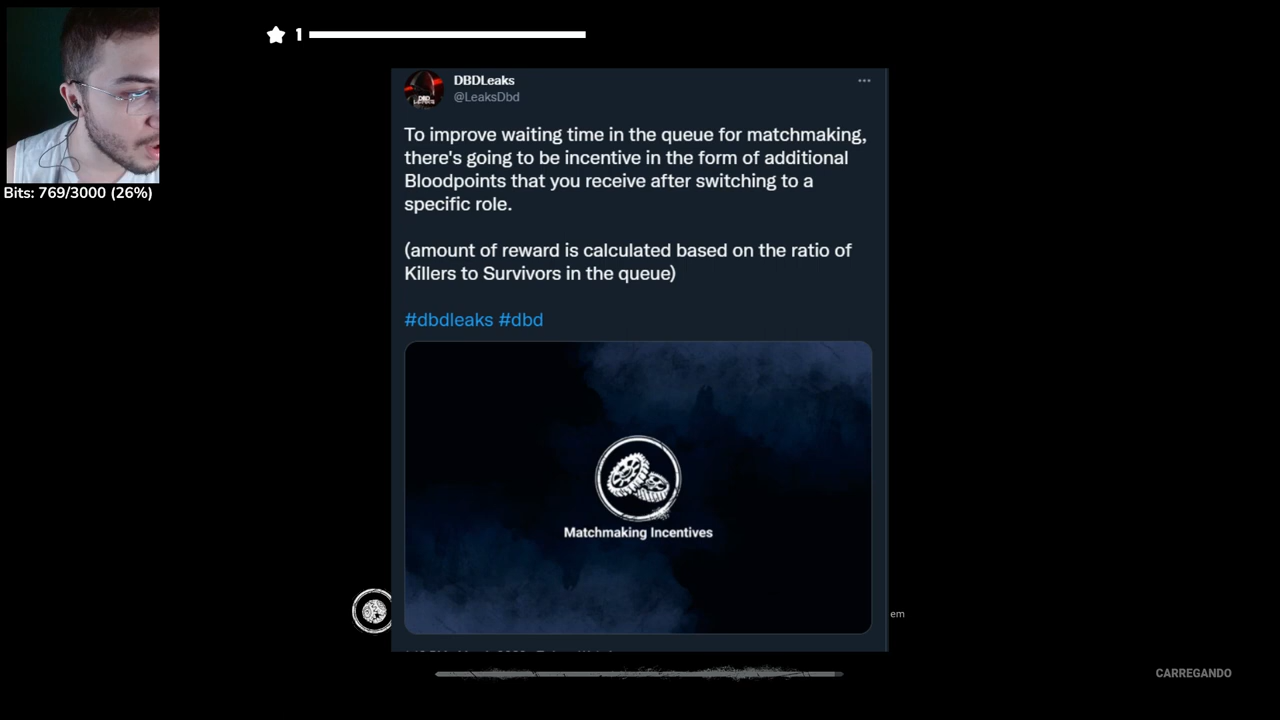 1
DBDLeaks
@LeaksDbd
To improve waiting time in the queue for matchmaking,
there's going to be incentive in the form of additional
Bloodpoints that you receive after switching to a
specific role.
(amount of reward is calculated based on the ratio of
Killers to Survivors in the queue)
#dbdleaks #dbd
Matchmaking Incentives
Bits: 769/3000 (26%)
em
CARREGANDO